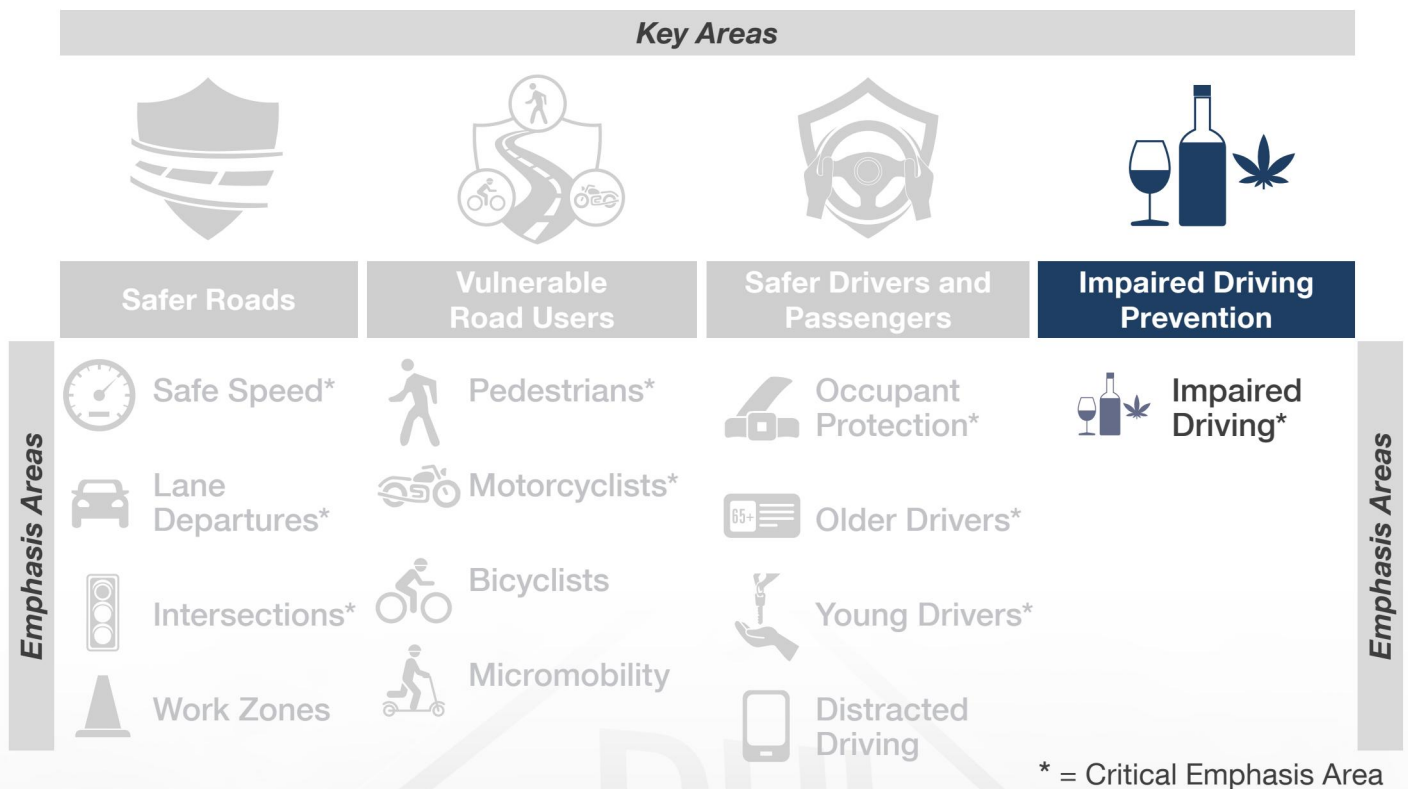 Key Areas
Safer Roads
Vulnerable
Road Users
Safer Drivers and
Passengers
Impaired Driving
Prevention
Emphasis Areas
Safe Speed*
Lane
Departures*
Intersections*
Work Zones
Pedestrians*
Motorcyclists*
Bicyclists
Micromobility
Occupant
Protection*
65+
Older Drivers*
Young Drivers*
Distracted
Driving
Impaired
Driving*
Emphasis Areas
DUI
* = Critical Emphasis Area